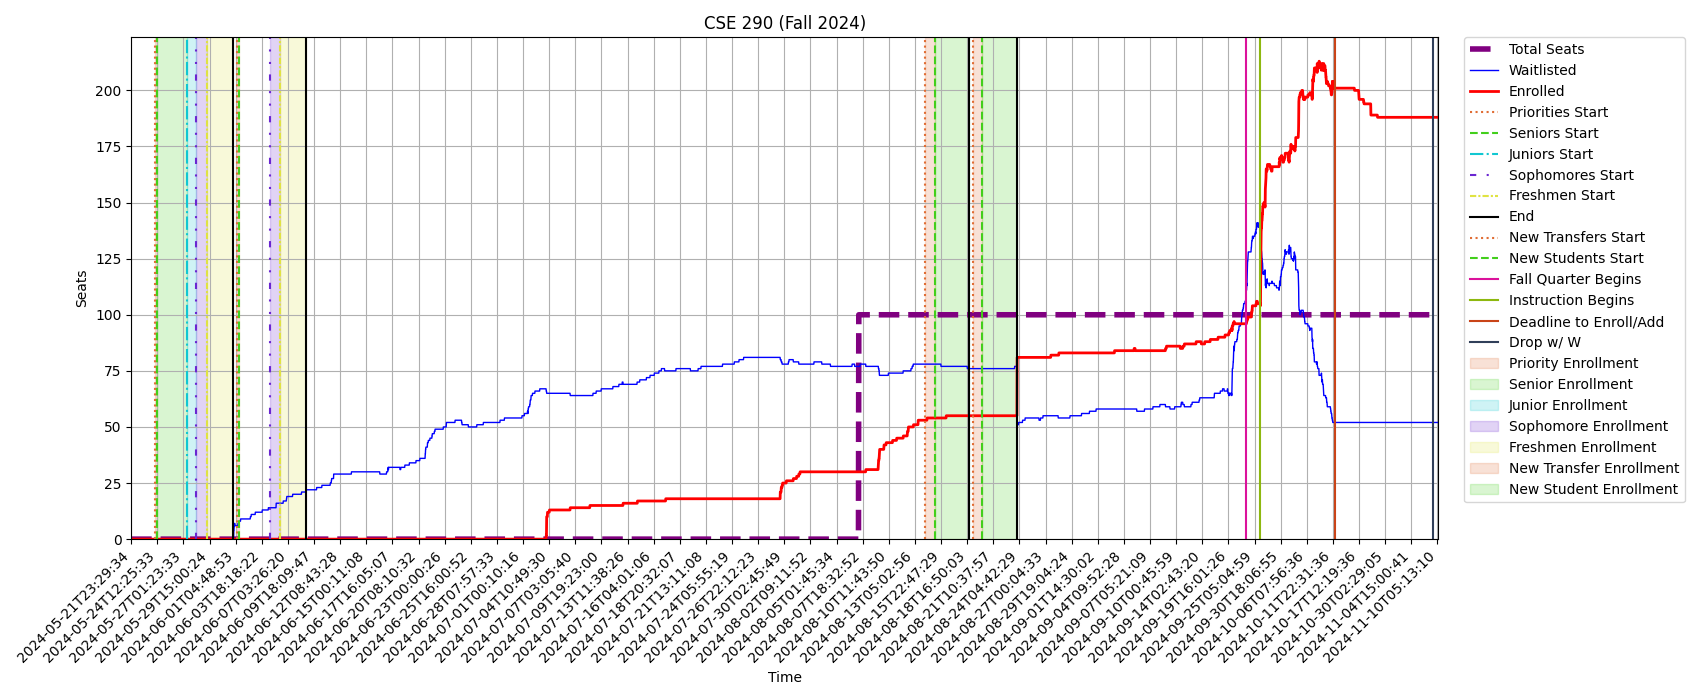 CSE 290 (Fall 2024)
Seats
200
175
150
125
100
75
50
25
0
2024-05-21T23:29:34
2024-05-24T12:25:33
2024-05-27T01:23:33
2024-05-29T15:00:24
2024-06-01T04:48:53
2024-06-03T18:18:22
2024-06-07T03:26:20
2024-06-09T18:09:47
2024-06-12T08:43:28
2024-06-15T00:11:08
2024-06-17T16:05:07
2024-06-20T08:10:32
2024-06-23T00:00:26
2024-06-25T16:00:52
2024-06-28T07:57:33
2024-07-01T00:10:16
2024-07-04T10:49:30
2024-07-07T03:05:40
2024-07-09T19:23:00
2024-07-13T11:38:26
2024-07-16T04:01:06
2024-07-18T20:32:07
2024-07-21T13:11:08
2024-07-24T05:55:19
2024-07-26T22:12:23
2024-07-30T02:45:49
2024-08-02T09:11:52
2024-08-05T01:45:34
2024-08-07T18:32:52
2024-08-10T11:43:50
2024-08-13T05:02:56
2024-08-15T22:47:29
2024-08-18T16:50:03
2024-08-21T10:37:57
2024-08-24T04:42:29
2024-08-27T00:04:33
2024-08-29T19:04:24
2024-09-01T14:30:02
2024-09-04T09:52:28
2024-09-07T05:21:09
2024-09-10T00:45:59
2024-09-14T02:43:20
2024-09-19T16:01:26
2024-09-25T05:04:59
2024-09-30T18:06:55
2024-10-06T07:56:36
2024-10-11T22:31:36
2024-10-17T12:19:36
2024-10-30T02:29:05
2024-11-04T15:00:41
2024-11-10T05:13:10
Time
Total Seats
Waitlisted
Enrolled
Priorities Start
Seniors Start
Juniors Start
Sophomores Start
Freshmen Start
End
New Transfers Start
New Students Start
Fall Quarter Begins
Instruction Begins
Deadline to Enroll/Add
Drop w/ W
Priority Enrollment
Senior Enrollment
Junior Enrollment
Sophomore Enrollment
Freshmen Enrollment
New Transfer Enrollment
New Student Enrollment